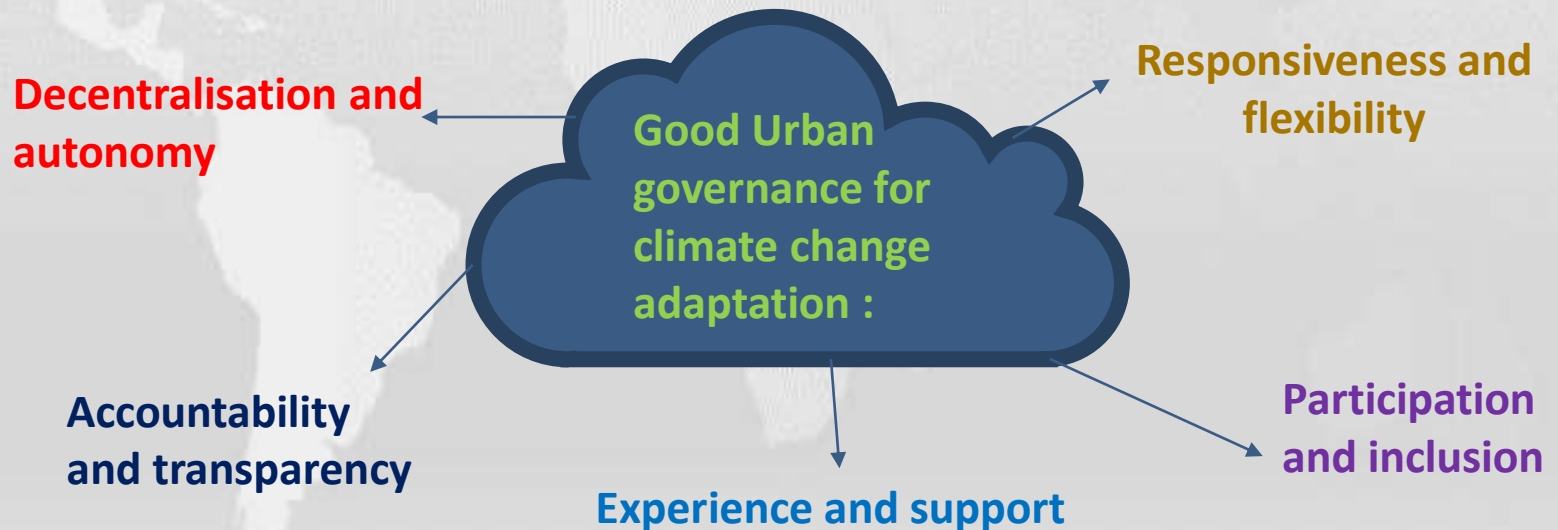 Good Urban
governance for
climate change
adaptation :
Decentralisation and
autonomy
Responsiveness and
flexibility
Accountability
and transparency
Experience and support
Participation
and inclusion